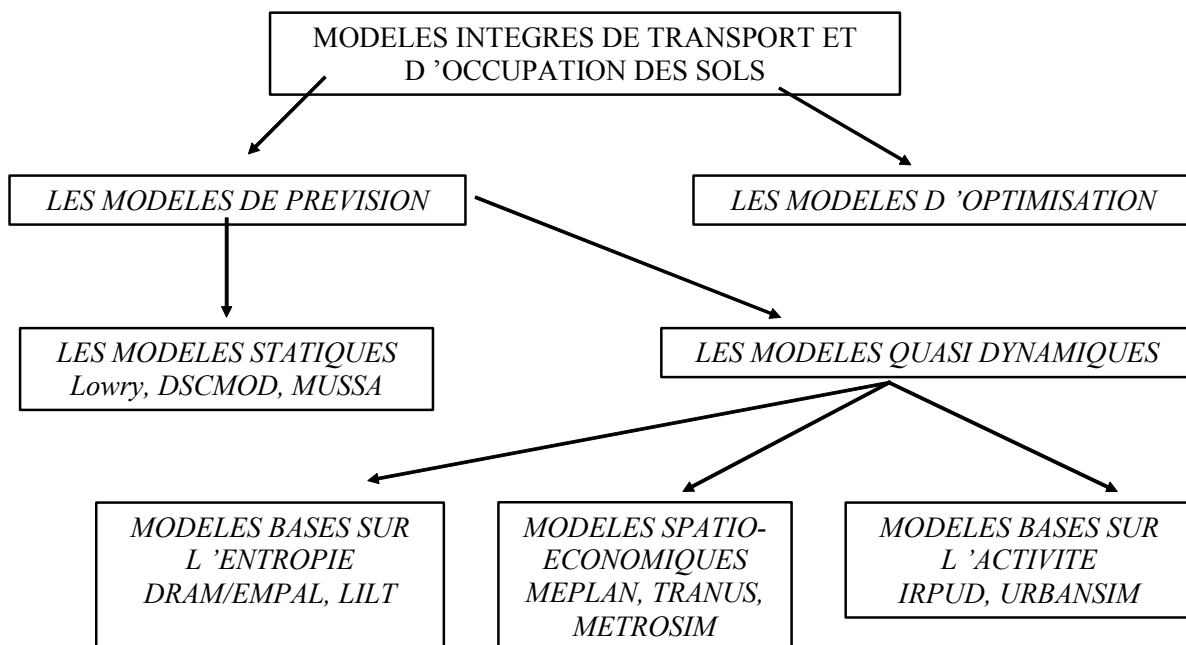 MODELES INTEGRES DE TRANSPORT ET
D ’OCCUPATION DES SOLS
LES MODELES DE PREVISION
LES MODELES D ’OPTIMISATION
LES MODELES STATIQUES
Lowry, DSCMOD, MUSSA
LES MODELES QUASI DYNAMIQUES
MODELES BASES SUR
L ’ENTROPIE
DRAM/EMPAL, LILT
MODELES SPATIO-
ECONOMIQUES
MEPLAN, TRANUS,
METROSIM
MODELES BASES SUR
L ’ACTIVITE
IRPUD, URBANSIM